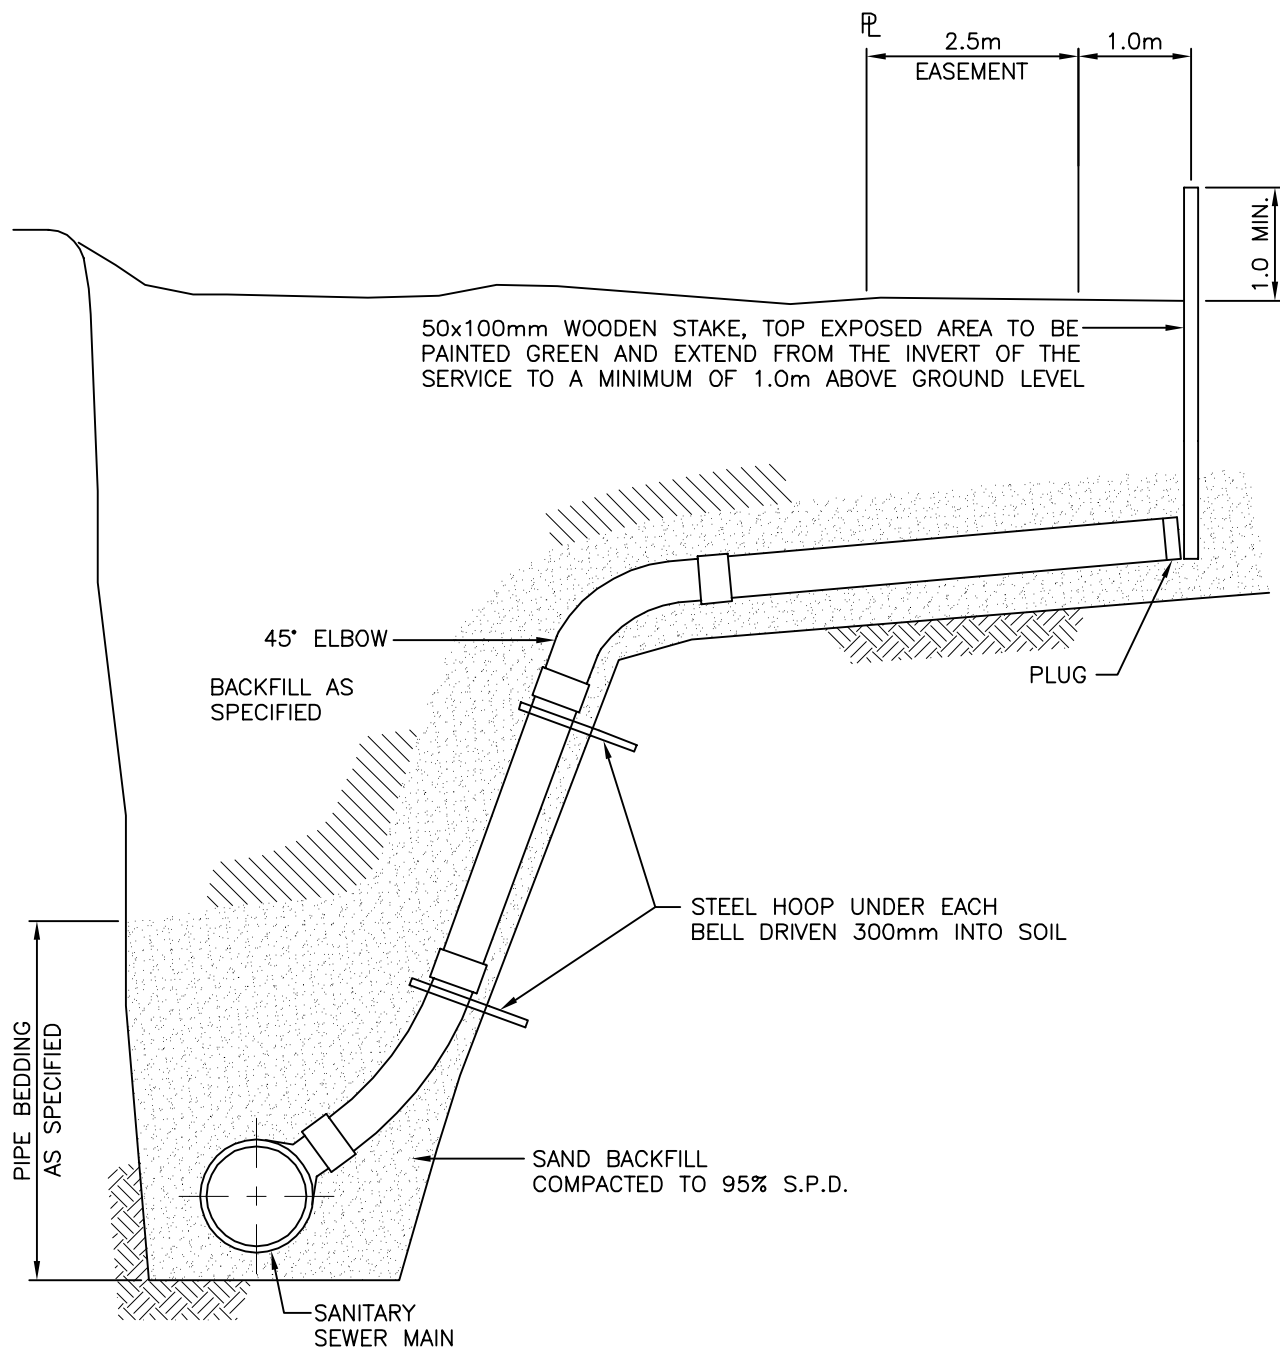 PL
2.5m
1.0m
EASEMENT
1.0 MIN.
50x100mm WOODEN STAKE, TOP EXPOSED AREA TO BE
PAINTED GREEN AND EXTEND FROM THE INVERT OF THE
SERVICE TO A MINIMUM OF 1.0m ABOVE GROUND LEVEL
45° ELBOW
BACKFILL AS
SPECIFIED
PLUG
STEEL HOOP UNDER EACH
BELL DRIVEN 300mm INTO SOIL
PIPE BEDDING
AS SPECIFIED
SAND BACKFILL
COMPACTED TO 95% S.P.D.
SANITARY
SEWER MAIN